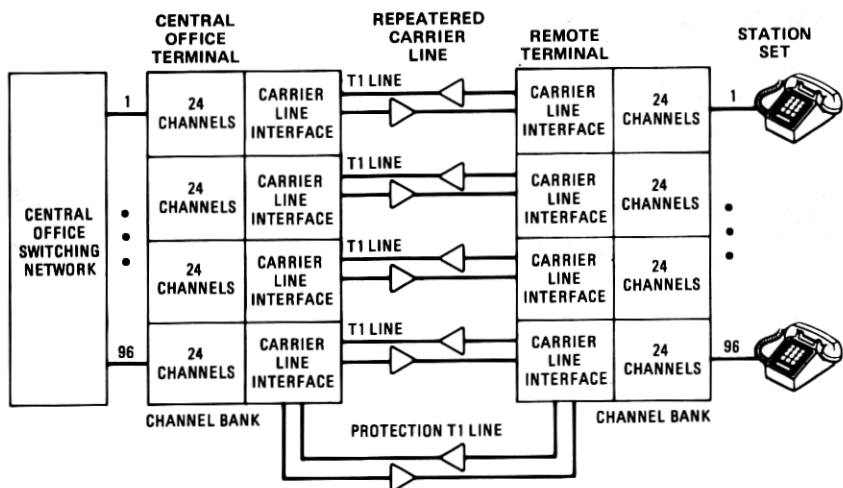 CENTRAL
OFFICE
TERMINAL
REPEATERED
CARRIER
LINE
REMOTE
TERMINAL
STATION
SET
CENTRAL
OFFICE
SWITCHING
NETWORK
1
96
24
CHANNELS
CARRIER
LINE
INTERFACE
T1 LINE
CARRIER
LINE
INTERFACE
24
CHANNELS
1
24
CHANNELS
CARRIER
LINE
INTERFACE
T1 LINE
CARRIER
LINE
INTERFACE
24
CHANNELS
24
CHANNELS
CARRIER
LINE
INTERFACE
T1 LINE
CARRIER
LINE
INTERFACE
24
CHANNELS
24
CHANNELS
CARRIER
LINE
INTERFACE
T1 LINE
CARRIER
LINE
INTERFACE
24
CHANNELS
96
CHANNEL BANK
PROTECTION T1 LINE
CHANNEL BANK